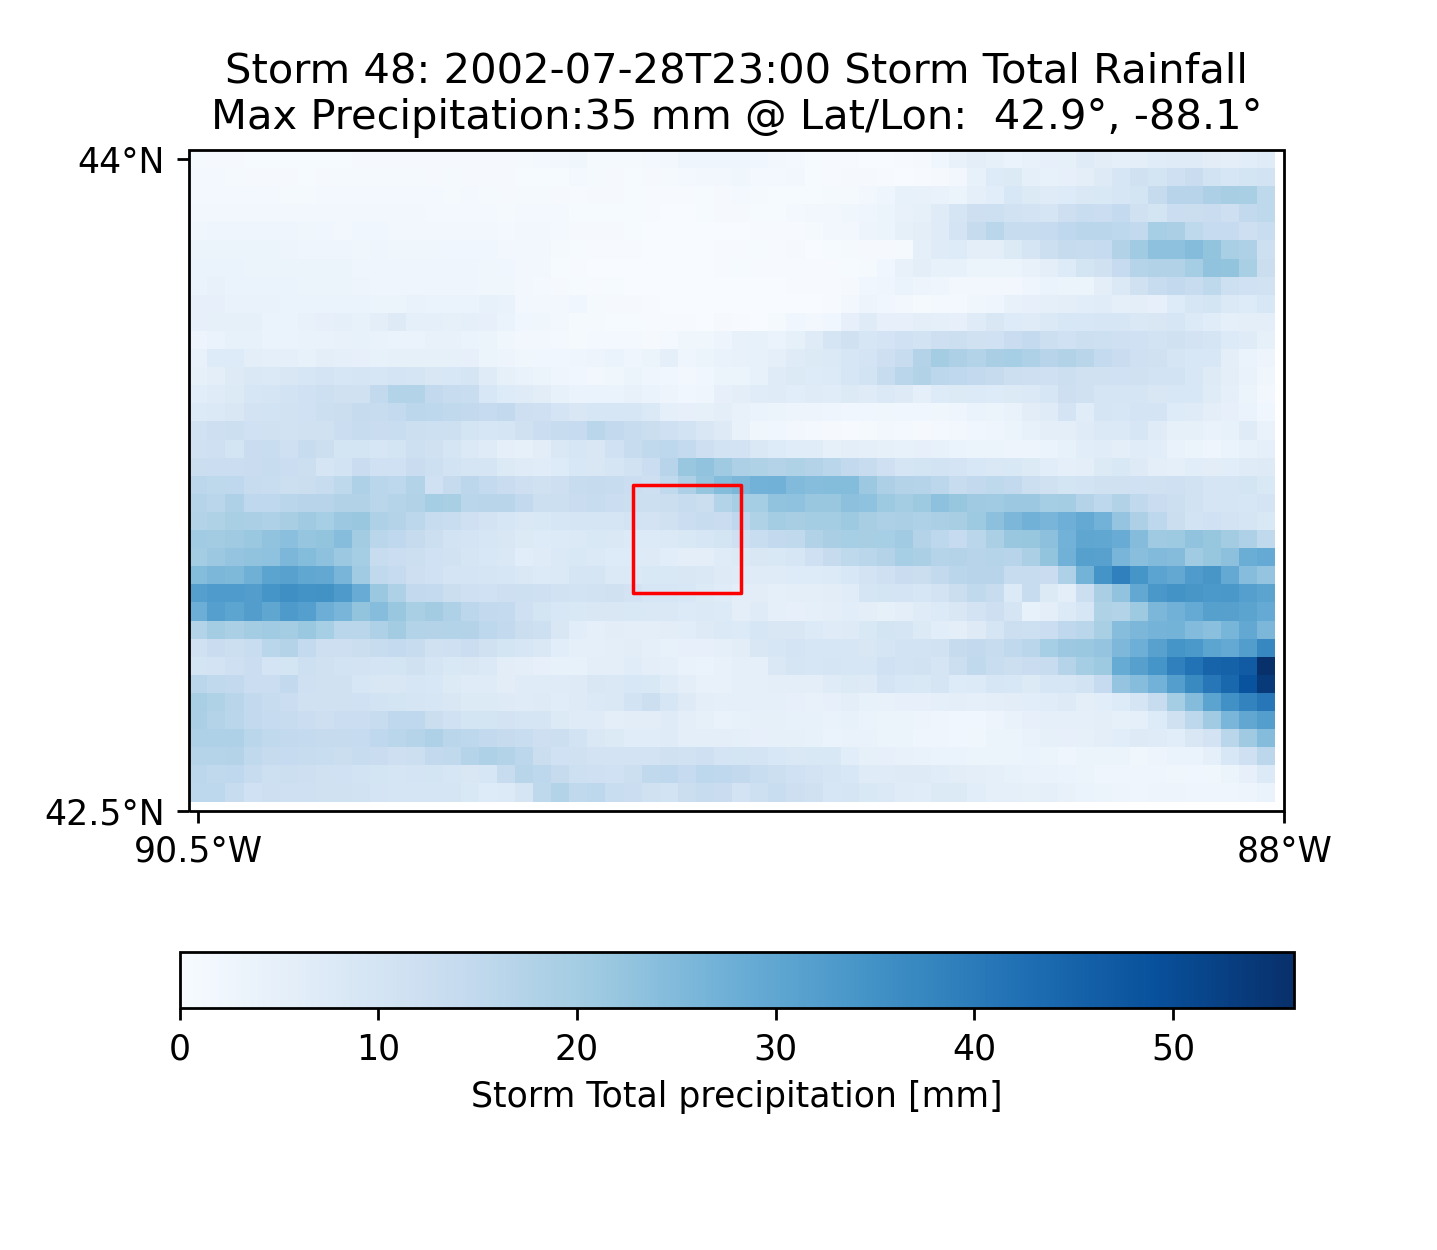 Storm 48: 2002-07-28T23:00 Storm Total Rainfall
Max Precipitation:35 mm @ Lat/Lon:  42.9°, -88.1°
44°N
42.5°N
90.5°W 88°W
0 10 20 30 40 50
Storm Total precipitation [mm]